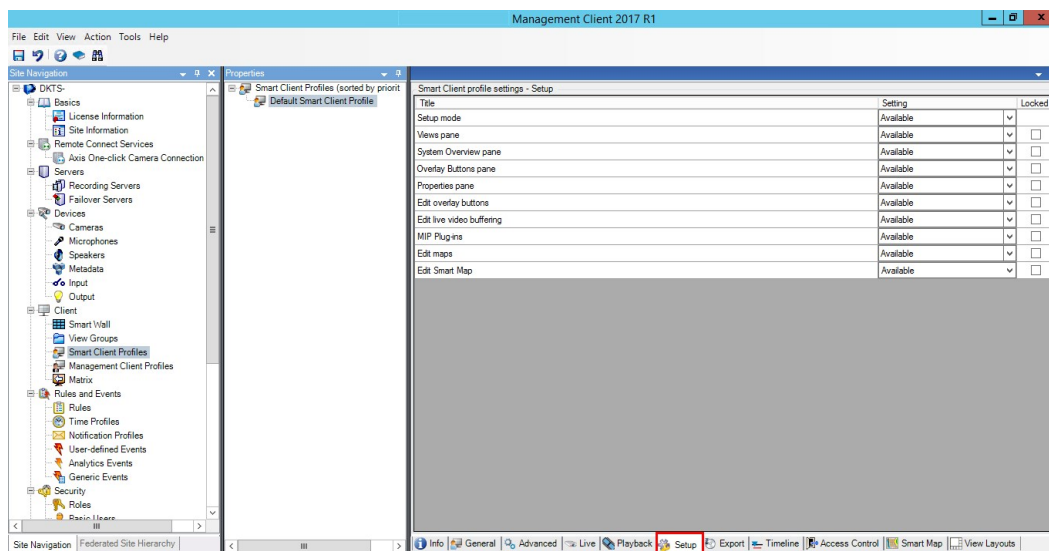 Management Client 2017 R1
File Edit View Action Tools Help
Site Navigation
DKTS-
Basics
License Information
Site Information
Remote Connect Services
Axis One-click Camera Connection
Servers
Recording Servers
Failover Servers
Devices
Cameras
Microphones
Speakers
Metadata
Input
Output
Client
Smart Wall
View Groups
Smart Client Profiles
Management Client Profiles
Matrix
Rules and Events
Rules
Time Profiles
Notification Profiles
User-defined Events
Analytics Events
Generic Events
Security
Roles
Basic Users
Site Navigation Federated Site Hierarchy
Properties
Smart Client Profiles (sorted by priorit
Default Smart Client Profile
Smart Client profile settings - Setup
Title Setting Locked
Setup mode Available
Views pane Available
System Overview pane Available
Overlay Buttons pane Available
Properties pane Available
Edit overlay buttons Available
Edit live video buffering Available
MIP Plug-ins Available
Edit maps Available
Edit Smart Map Available
Info General Advanced Live Playback Setup Export Timeline Access Control Smart Map View Layouts